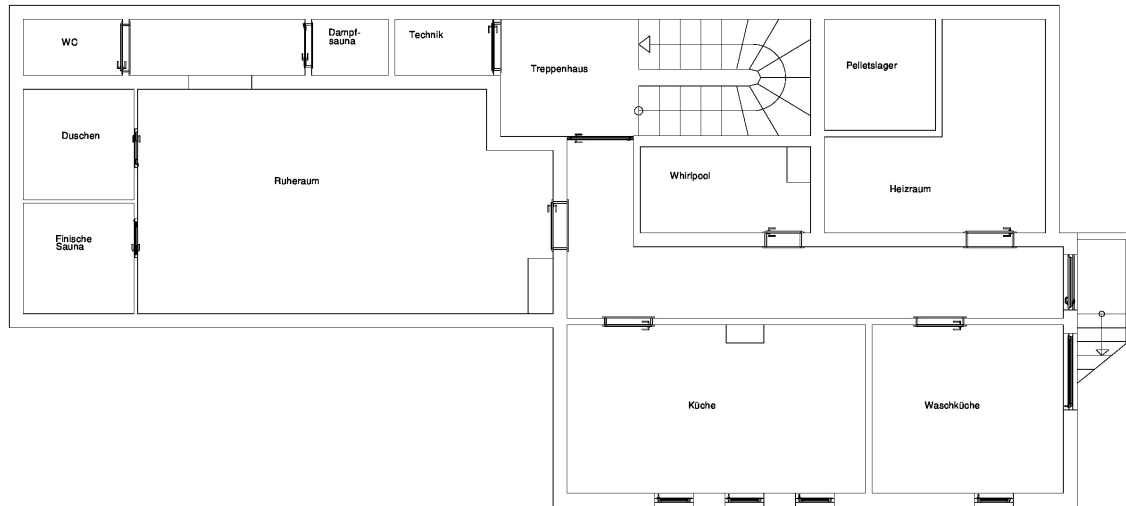 WC
Dampf-
sauna
Technik
Treppenhaus
Pelletslager
Duschen
Ruheraum
Whirlpool
Heizraum
Finische
Sauna
Küche
Waschküche